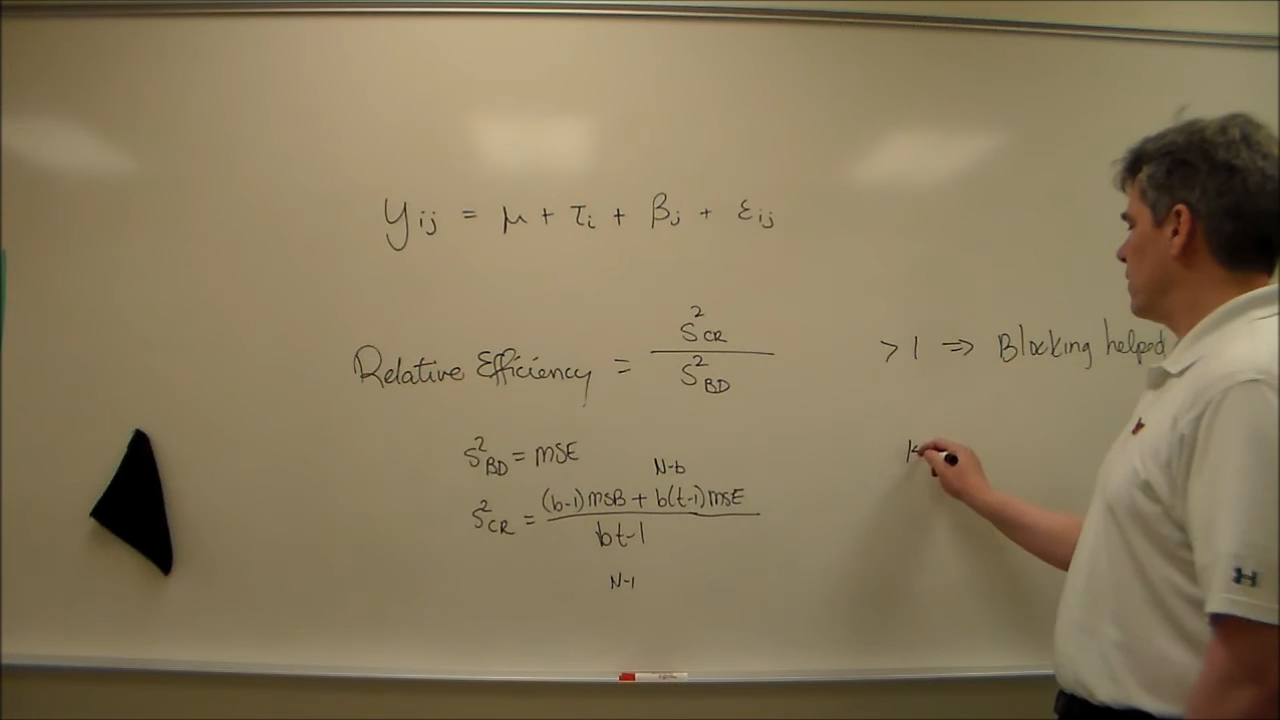 yij = μ + τi + βj + εij
Relative Efficiency = S²CR / S²BD > 1 ⇒ Blocking helped
S²BD = MSE
N-b
S²CR = (b-1)MSB + b(t-1)MSE / bt-1
N-1